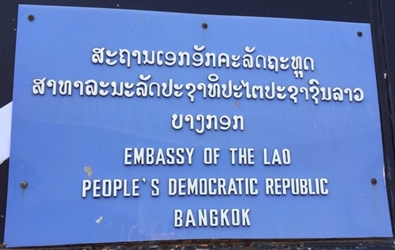 ສະຖານເອກອັກຄະລັດຖະທູດ
ສາທາລະນະລັດປະຊາທິປະໄຕປະຊາຊົນລາວ
ບາງກອກ
EMBASSY OF THE LAO
PEOPLE'S DEMOCRATIC REPUBLIC
BANGKOK